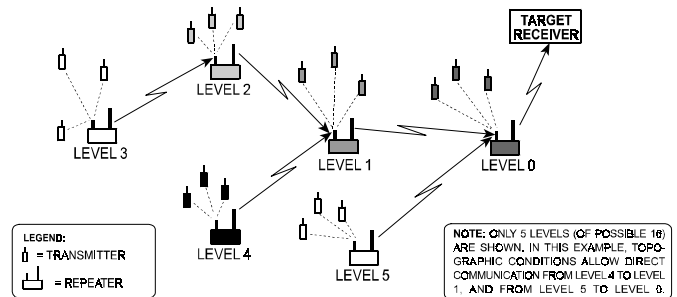 TARGET
RECEIVER
LEVEL 2
LEVEL 3
LEVEL 1
LEVEL 0
LEVEL 4
LEVEL 5
LEGEND:
= TRANSMITTER
= REPEATER
NOTE: ONLY 5 LEVELS (OF POSSIBLE 16)
ARE SHOWN. IN THIS EXAMPLE, TOPO-
GRAPHIC CONDITIONS ALLOW DIRECT
COMMUNICATION FROM LEVEL 4 TO LEVEL
1, AND FROM LEVEL 5 TO LEVEL 0.